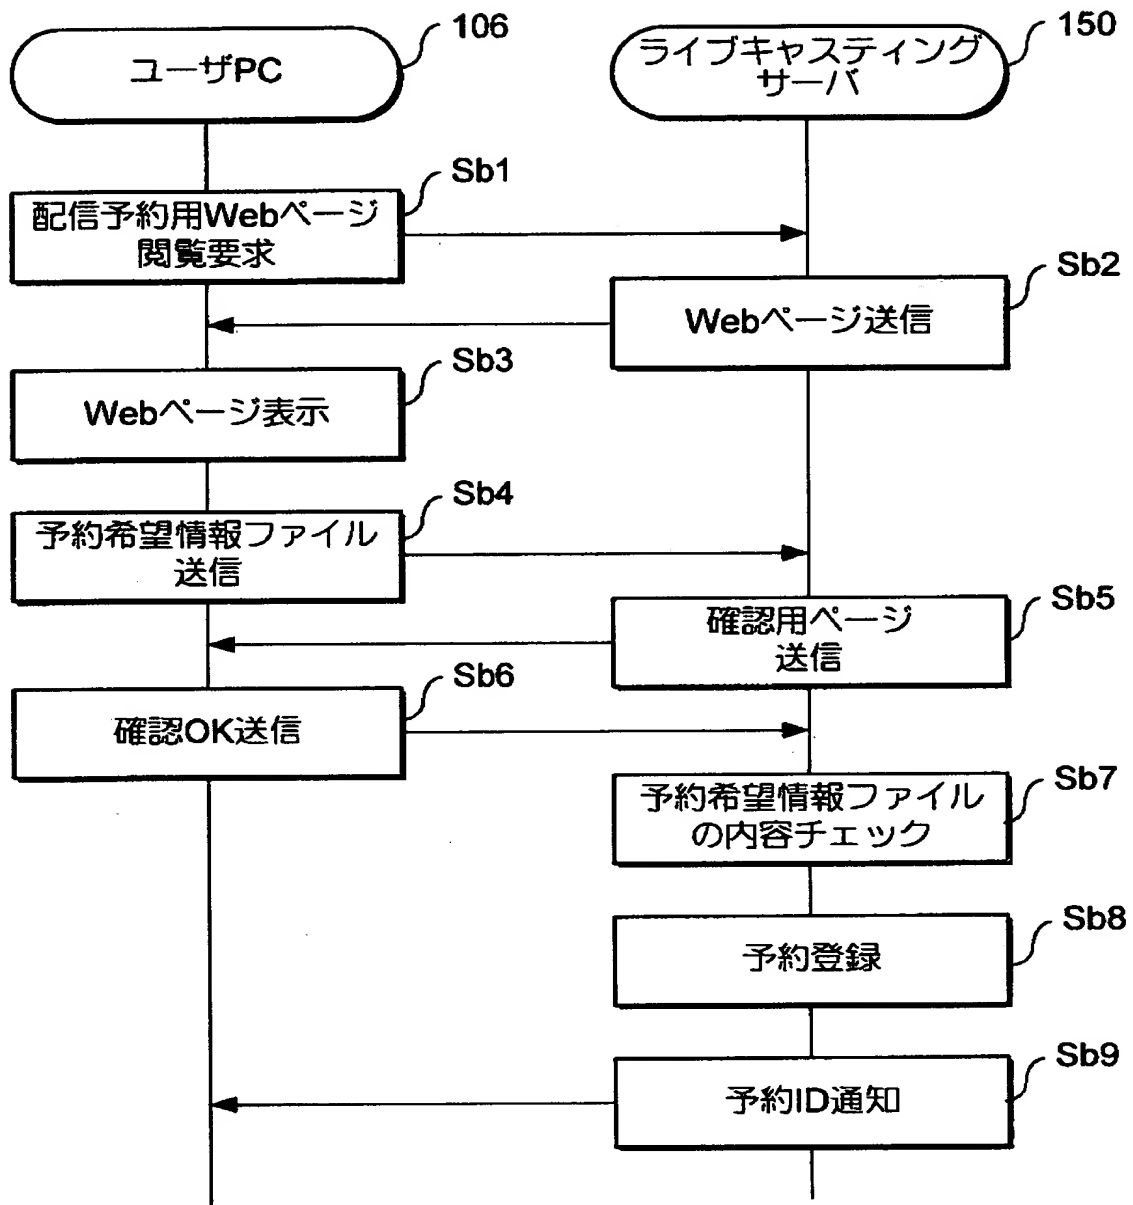 106
ユーザPC
150
ライブキャスティング
サーバ
Sb1
配信予約用Webページ
閲覧要求
Sb2
Webページ送信
Sb3
Webページ表示
Sb4
予約希望情報ファイル
送信
Sb5
確認用ページ
送信
Sb6
確認OK送信
Sb7
予約希望情報ファイル
の内容チェック
Sb8
予約登録
Sb9
予約ID通知